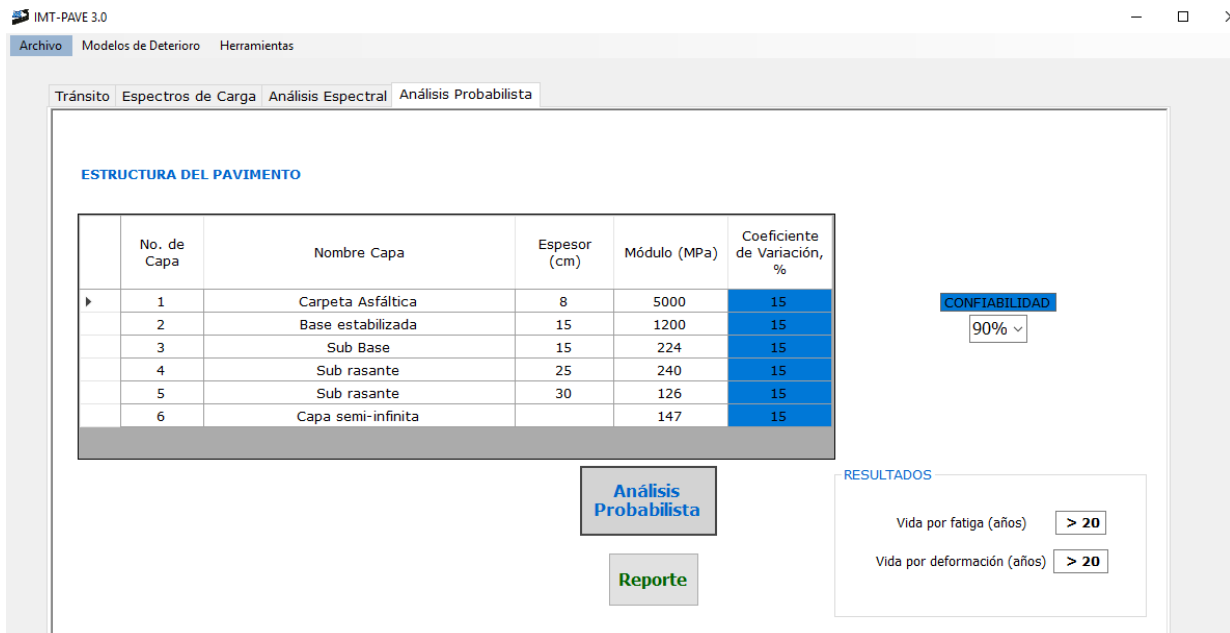 IMT-PAVE 3.0
Archivo Modelos de Deterioro Herramientas
Tránsito Espectros de Carga Análisis Espectral Análisis Probabilista
ESTRUCTURA DEL PAVIMENTO
No. de Capa Nombre Capa Espesor (cm) Módulo (MPa) Coeficiente de Variación, %
1 Carpeta Asfáltica 8 5000 15
2 Base estabilizada 15 1200 15
3 Sub Base 15 224 15
4 Sub rasante 25 240 15
5 Sub rasante 30 126 15
6 Capa semi-infinita 147 15
CONFIABILIDAD
90%
Análisis
Probabilista
Reporte
RESULTADOS
Vida por fatiga (años) > 20
Vida por deformación (años) > 20